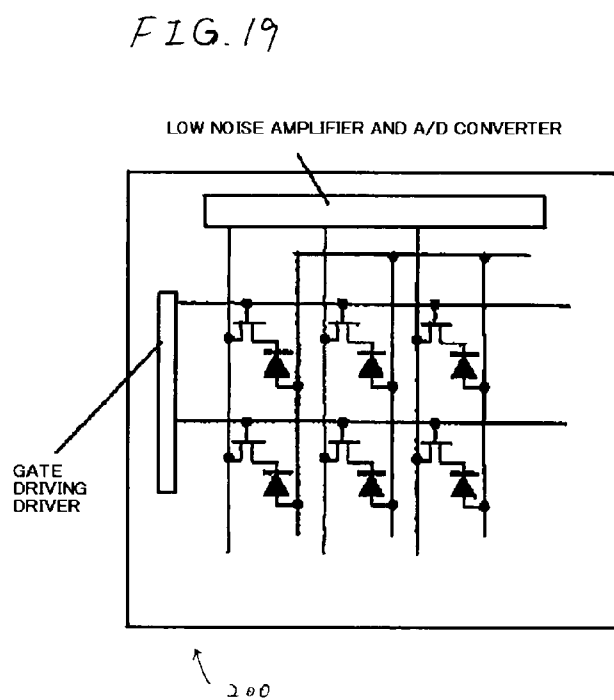 FIG.19
LOW NOISE AMPLIFIER AND A/D CONVERTER
GATE
DRIVING
DRIVER
200